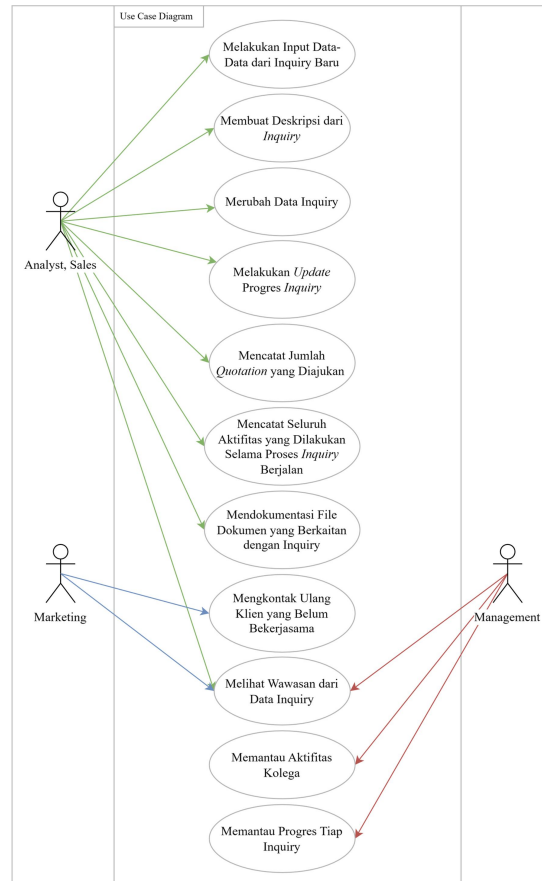 Use Case Diagram
Melakukan Input Data-
Data dari Inquiry Baru
Membuat Deskripsi dari
Inquiry
Merubah Data Inquiry
Analyst, Sales
Melakukan Update
Progres Inquiry
Mencatat Jumlah
Quotation yang Diajukan
Mencatat Seluruh
Aktifitas yang Dilakukan
Selama Proses Inquiry
Berjalan
Mendokumentasi File
Dokumen yang Berkaitan
dengan Inquiry
Mengkontak Ulang
Klien yang Belum
Bekerjasama
Marketing
Management
Melihat Wawasan dari
Data Inquiry
Memantau Aktifitas
Kolega
Memantau Progres Tiap
Inquiry